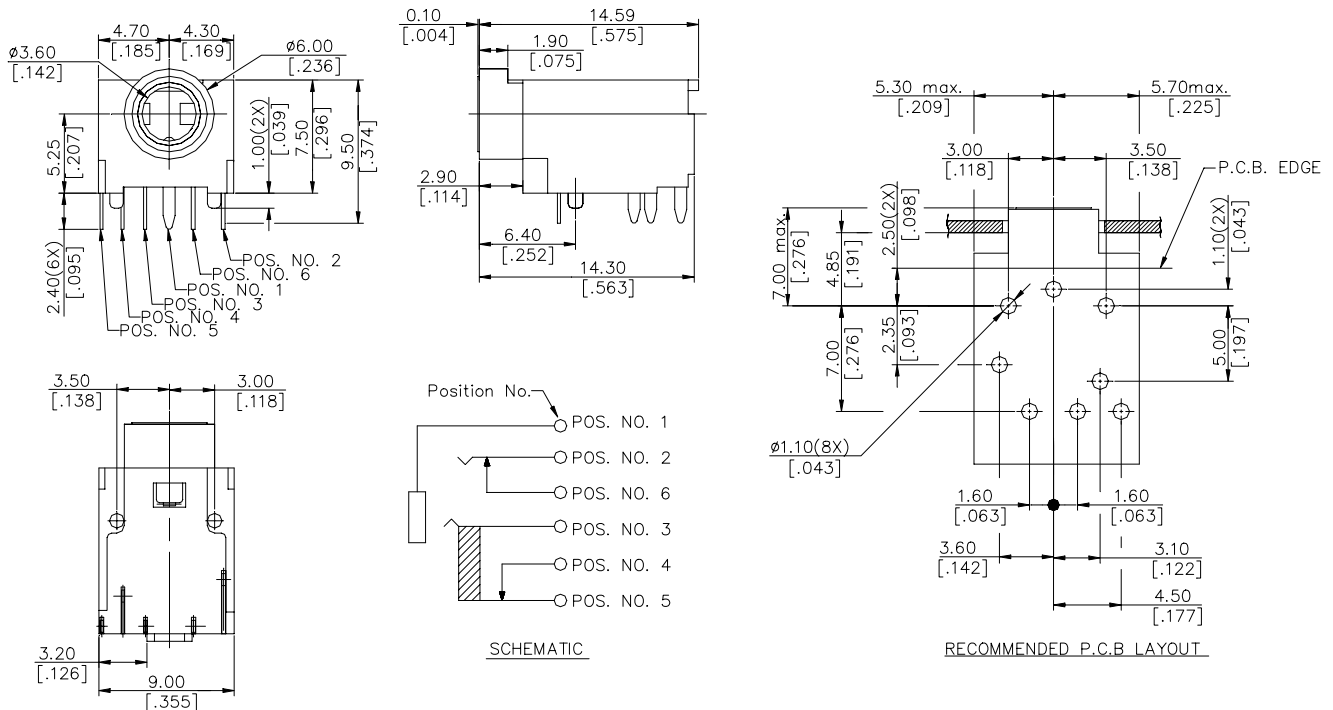 4.70
[.185]
4.30
[.169]
ø3.60
[.142]
ø6.00
[.236]
5.25
[.207]
1.00(2X)
[.039]
7.50
[.296]
9.50
[.374]
2.40(6X)
[.095]
POS. NO. 2
POS. NO. 6
POS. NO. 1
POS. NO. 3
POS. NO. 4
POS. NO. 5
0.10
[.004]
14.59
[.575]
1.90
[.075]
2.90
[.114]
6.40
[.252]
14.30
[.563]
5.30 max.
[.209]
5.70max.
[.225]
3.00
[.118]
3.50
[.138]
P.C.B. EDGE
7.00 max.
[.276]
4.85
[.191]
2.50(2X)
[.098]
1.10(2X)
[.043]
7.00
[.276]
2.35
[.093]
5.00
[.197]
ø1.10(8X)
[.043]
1.60
[.063]
1.60
[.063]
3.60
[.142]
3.10
[.122]
4.50
[.177]
RECOMMENDED P.C.B LAYOUT
3.50
[.138]
3.00
[.118]
3.20
[.126]
9.00
[.355]
Position No.
POS. NO. 1
POS. NO. 2
POS. NO. 6
POS. NO. 3
POS. NO. 4
POS. NO. 5
SCHEMATIC